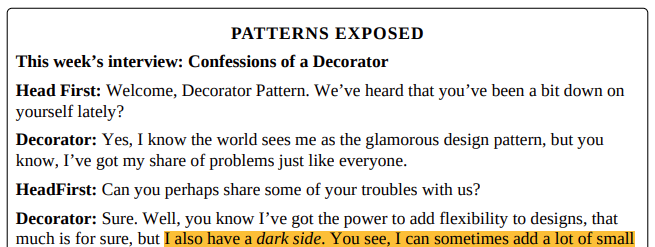 PATTERNS EXPOSED
This week’s interview: Confessions of a Decorator
Head First: Welcome, Decorator Pattern. We’ve heard that you’ve been a bit down on
yourself lately?
Decorator: Yes, I know the world sees me as the glamorous design pattern, but you
know, I’ve got my share of problems just like everyone.
HeadFirst: Can you perhaps share some of your troubles with us?
Decorator: Sure. Well, you know I’ve got the power to add flexibility to designs, that
much is for sure, but I also have a dark side. You see, I can sometimes add a lot of small